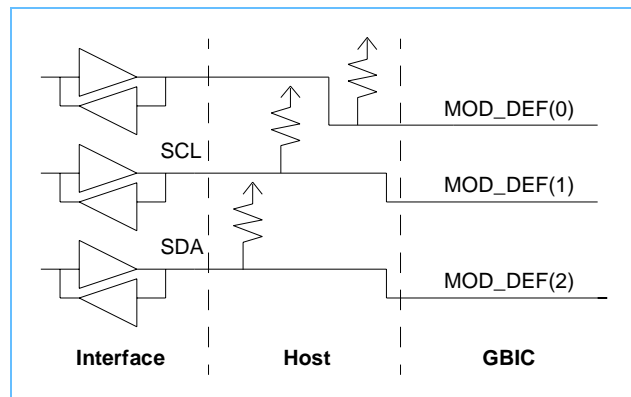 MOD_DEF(0)
SCL
MOD_DEF(1)
SDA
MOD_DEF(2)
Interface Host GBIC